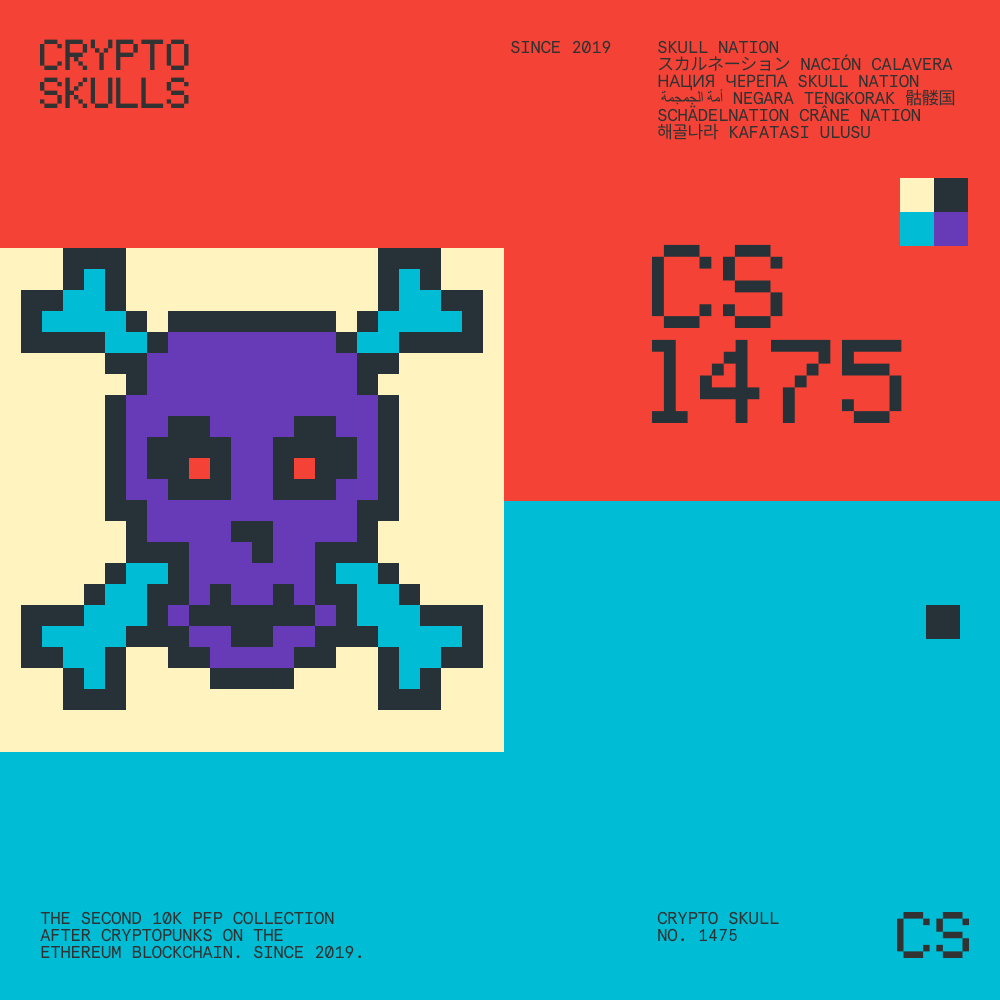 CRYPTO
SKULLS
SINCE 2019
SKULL NATION
スカルネーション NACIÓN CALAVERA
НАЦИЯ ЧЕРЕПА SKULL NATION
أمة الجمجمة NEGARA TENGKORAK 骷髅国
SCHÄDELNATION CRÂNE NATION
해골나라 KAFATASI ULUSU
CS
1475
THE SECOND 10K PFP COLLECTION
AFTER CRYPTOPUNKS ON THE
ETHEREUM BLOCKCHAIN. SINCE 2019.
CRYPTO SKULL
NO. 1475
CS